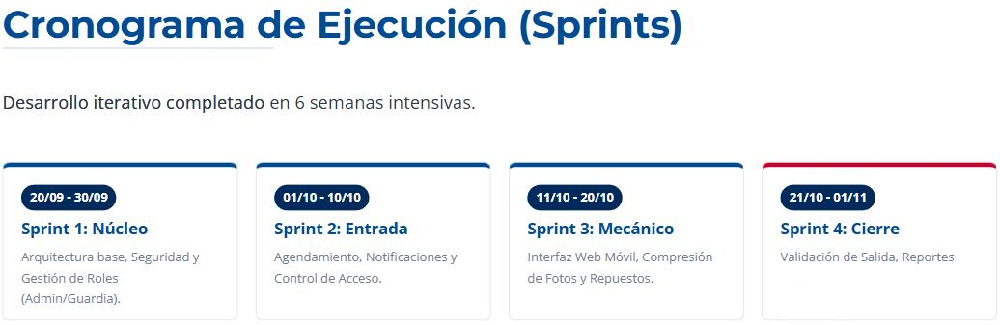 Cronograma de Ejecución (Sprints)
Desarrollo iterativo completado en 6 semanas intensivas.
20/09 - 30/09
Sprint 1: Núcleo
Arquitectura base, Seguridad y
Gestión de Roles
(Admin/Guardia).
01/10 - 10/10
Sprint 2: Entrada
Agendamiento, Notificaciones y
Control de Acceso.
11/10 - 20/10
Sprint 3: Mecánico
Interfaz Web Móvil, Compresión
de Fotos y Repuestos.
21/10 - 01/11
Sprint 4: Cierre
Validación de Salida, Reportes